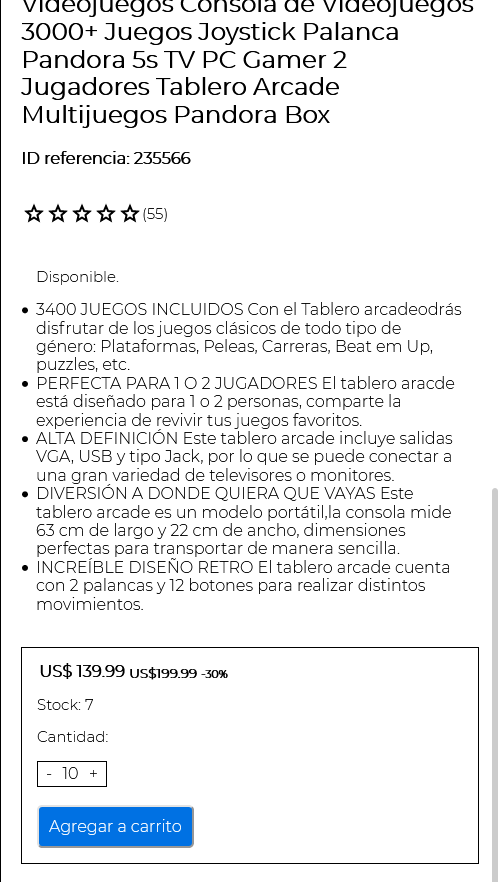 Videojuegos Consola de Videojuegos
3000+ Juegos Joystick Palanca
Pandora 5s TV PC Gamer 2
Jugadores Tablero Arcade
Multijuegos Pandora Box
ID referencia: 235566
(55)
Disponible.
• 3400 JUEGOS INCLUIDOS Con el Tablero arcadeodrás
disfrutar de los juegos clásicos de todo tipo de
género: Plataformas, Peleas, Carreras, Beat em Up,
puzzles, etc.
• PERFECTA PARA 1 O 2 JUGADORES El tablero aracde
está diseñado para 1 o 2 personas, comparte la
experiencia de revivir tus juegos favoritos.
• ALTA DEFINICIÓN Este tablero arcade incluye salidas
VGA, USB y tipo Jack, por lo que se puede conectar a
una gran variedad de televisores o monitores.
• DIVERSIÓN A DONDE QUIERA QUE VAYAS Este
tablero arcade es un modelo portátil,la consola mide
63 cm de largo y 22 cm de ancho, dimensiones
perfectas para transportar de manera sencilla.
• INCREÍBLE DISEÑO RETRO El tablero arcade cuenta
con 2 palancas y 12 botones para realizar distintos
movimientos.
US$ 139.99 US$199.99 -30%
Stock: 7
Cantidad:
- 10 +
Agregar a carrito